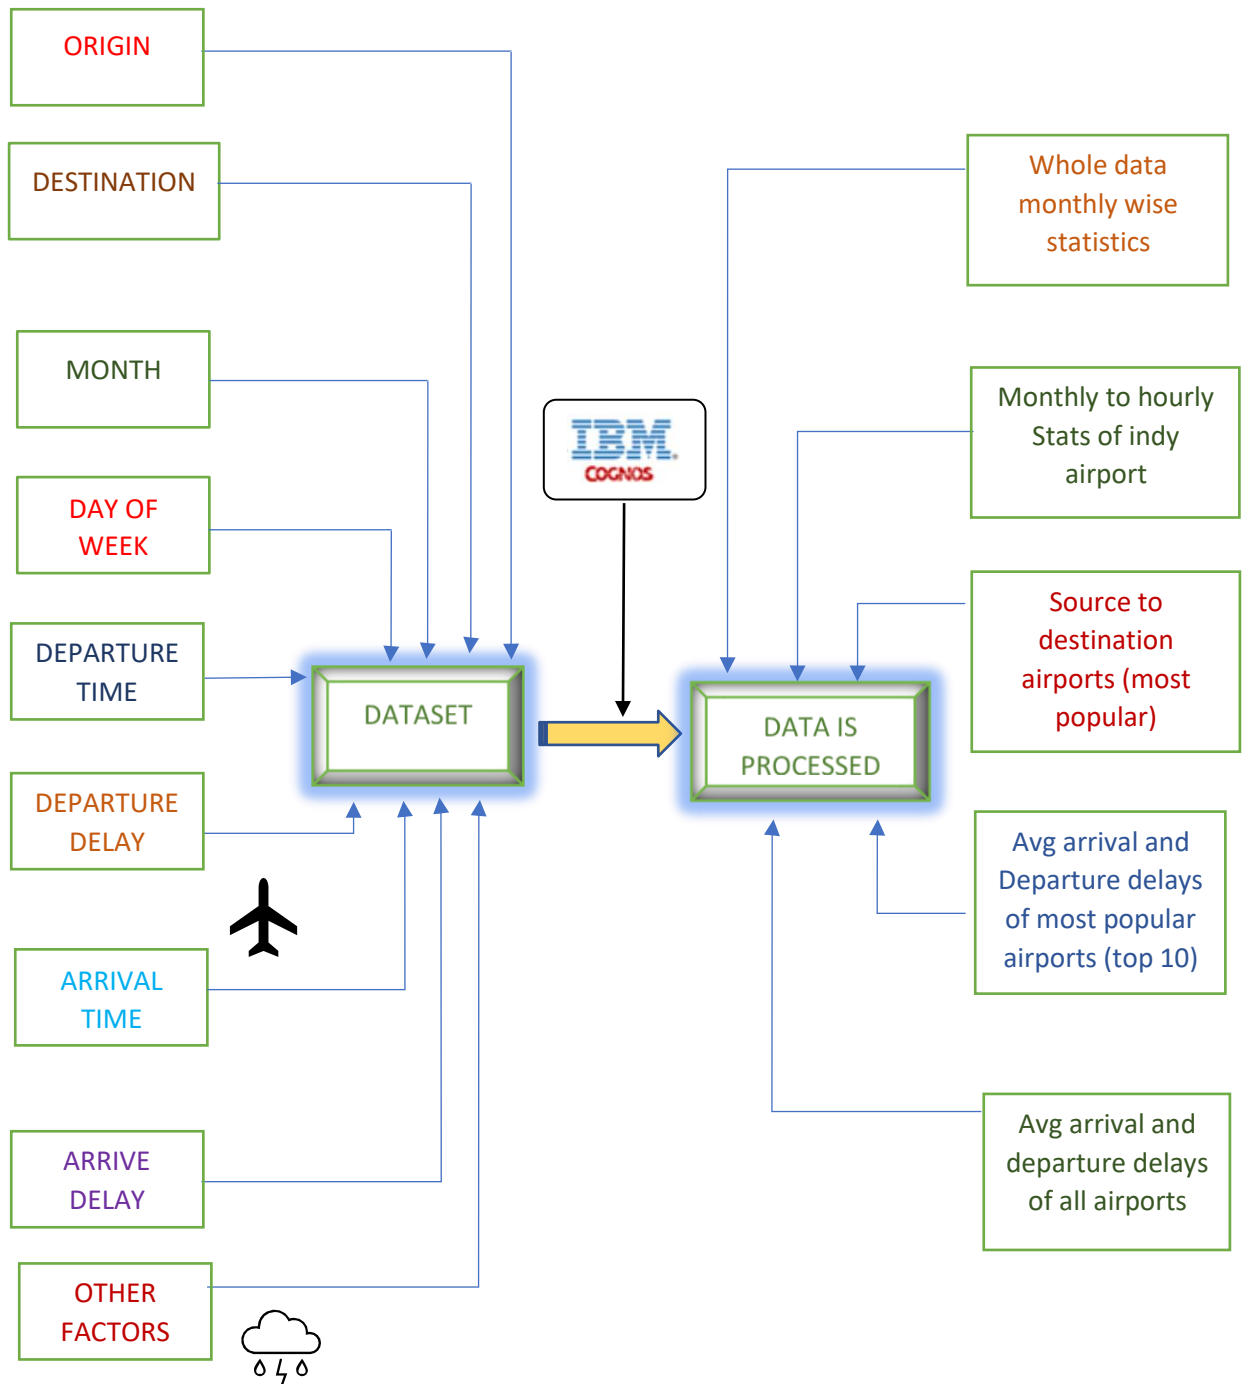 ORIGIN
DESTINATION
MONTH
DAY OF
WEEK
DEPARTURE
TIME
DEPARTURE
DELAY
ARRIVAL
TIME
ARRIVE
DELAY
OTHER
FACTORS
DATASET
IBM.
COGNOS
DATA IS
PROCESSED
Whole data
monthly wise
statistics
Monthly to hourly
Stats of indy
airport
Source to
destination
airports (most
popular)
Avg arrival and
Departure delays
of most popular
airports (top 10)
Avg arrival and
departure delays
of all airports